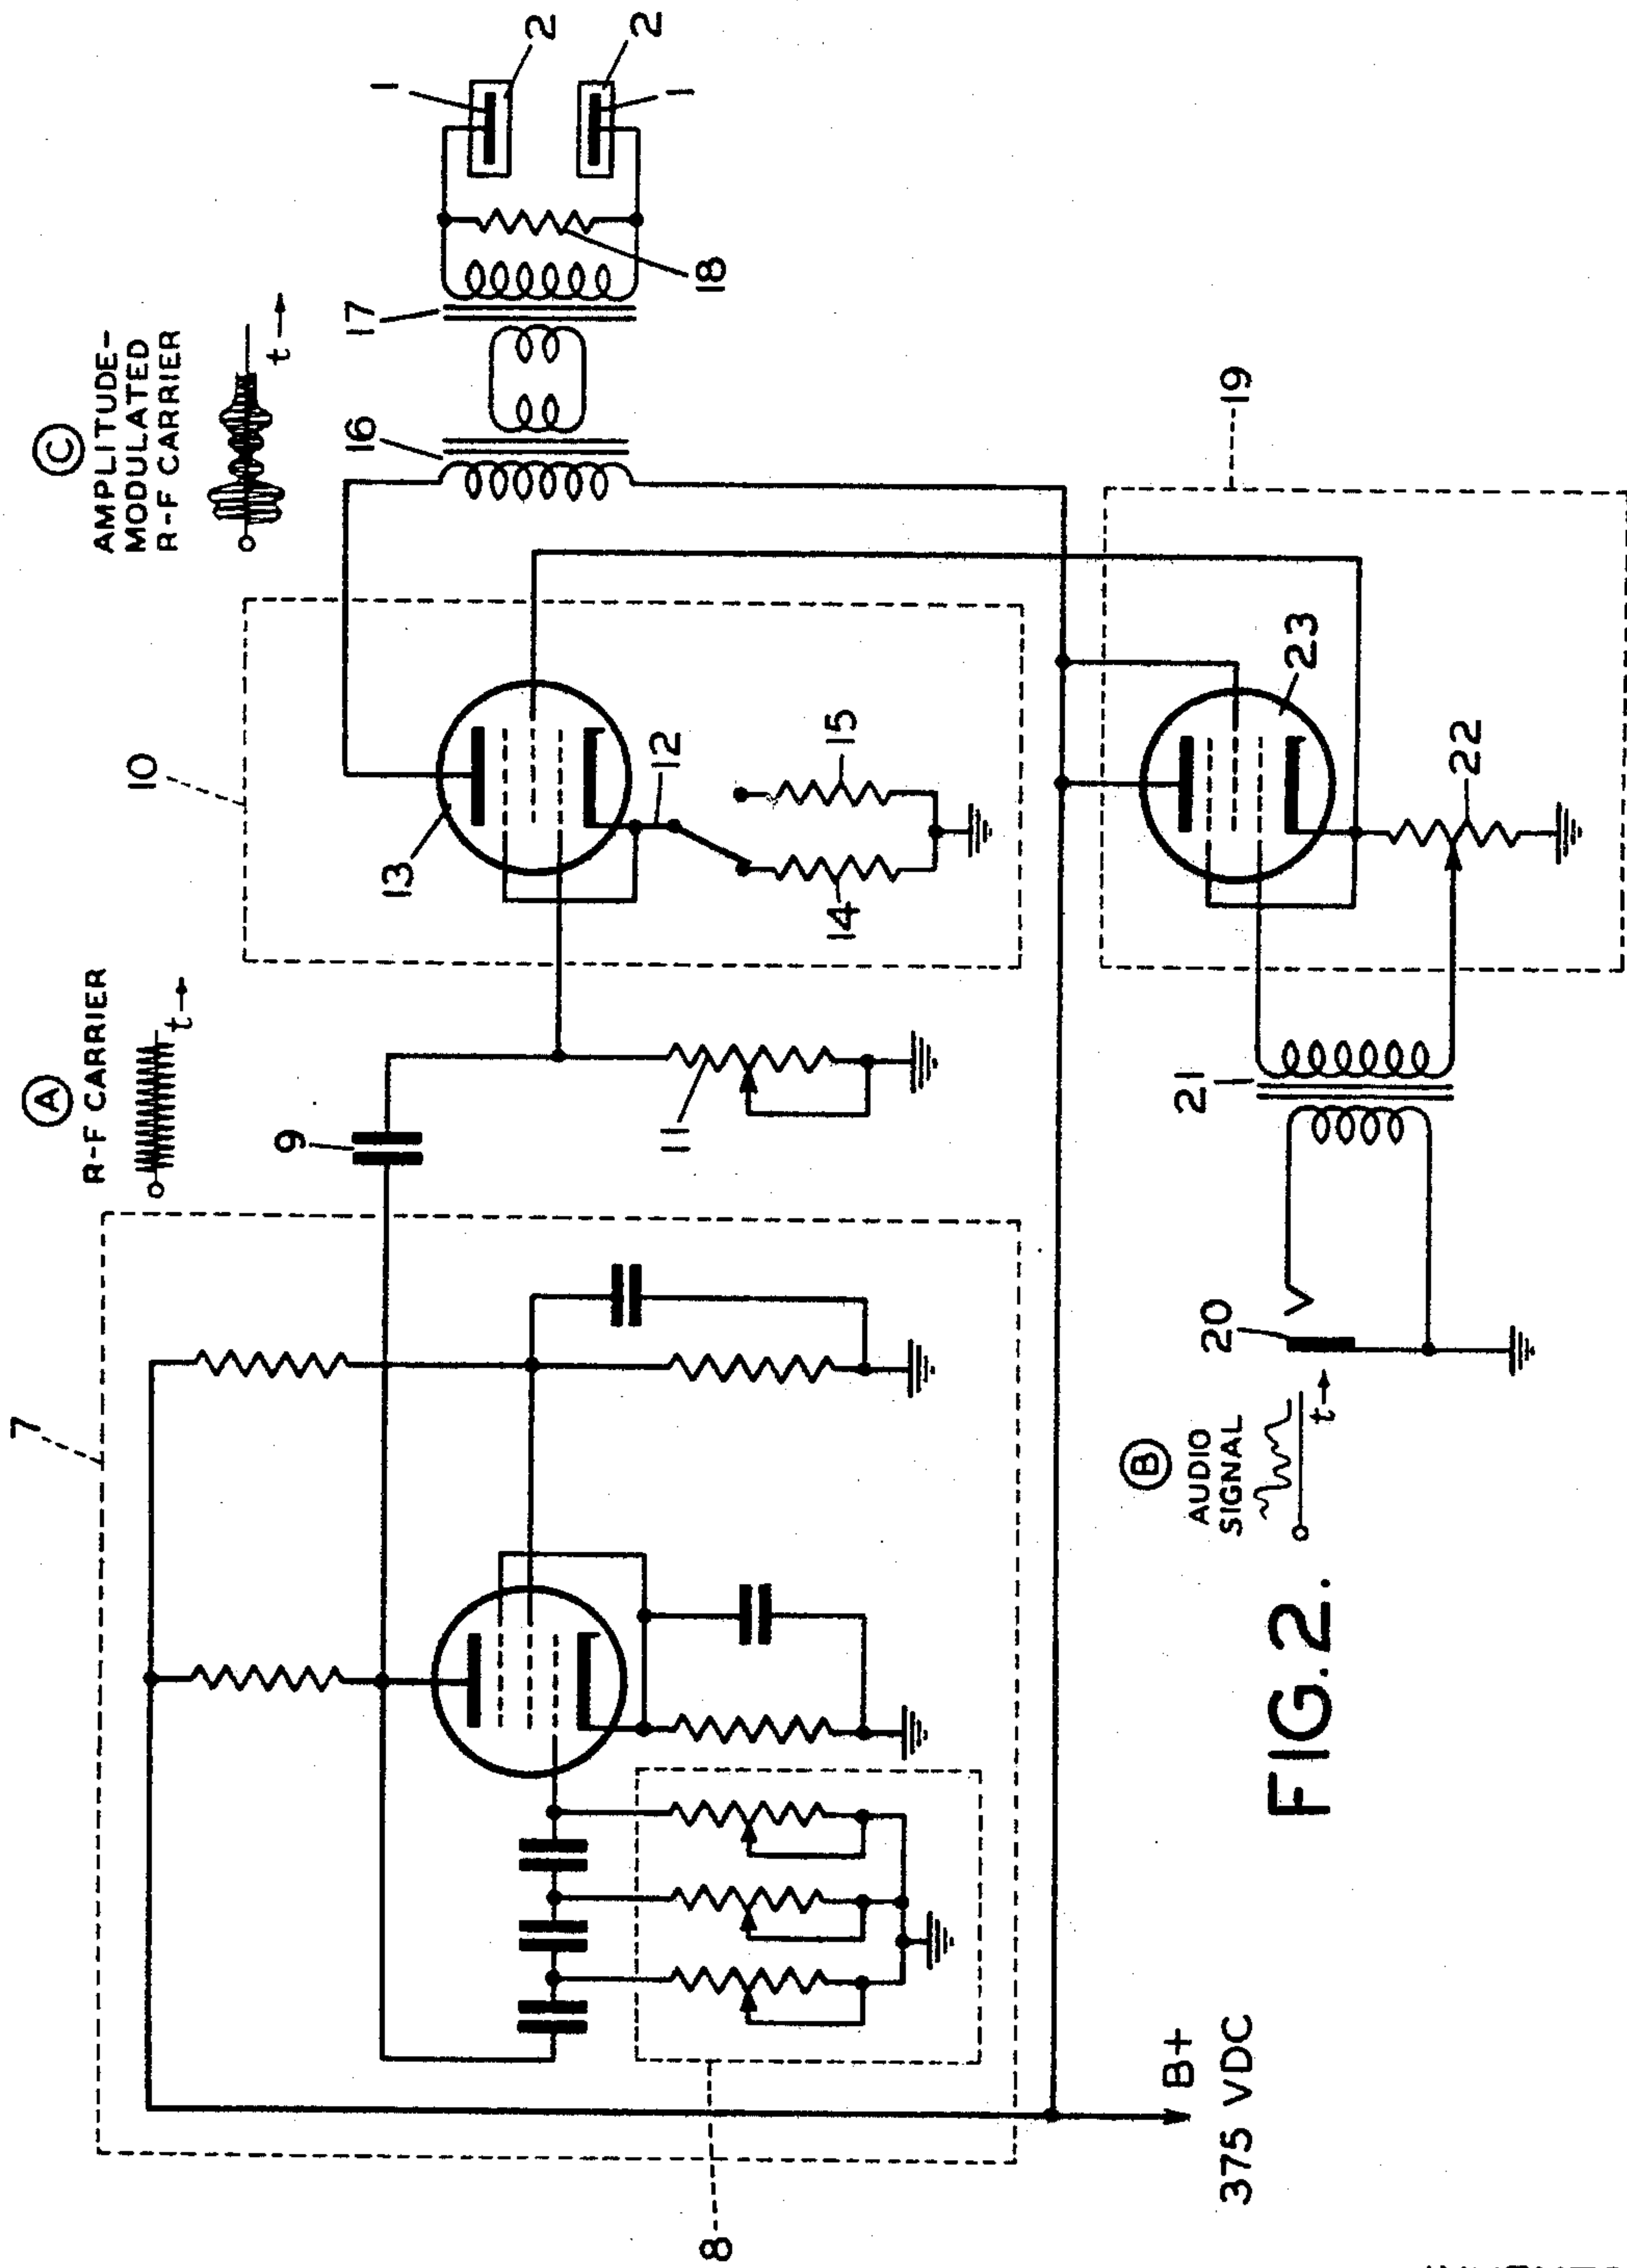 7
Ⓐ
R-F CARRIER
t
10
Ⓒ
AMPLITUDE-
MODULATED
R-F CARRIER
t
9
13
16
17
1
2
1
2
18
11
12
14
15
8
B+
375 VDC
Ⓑ
AUDIO
SIGNAL
t
20
21
19
23
22
FIG.2.